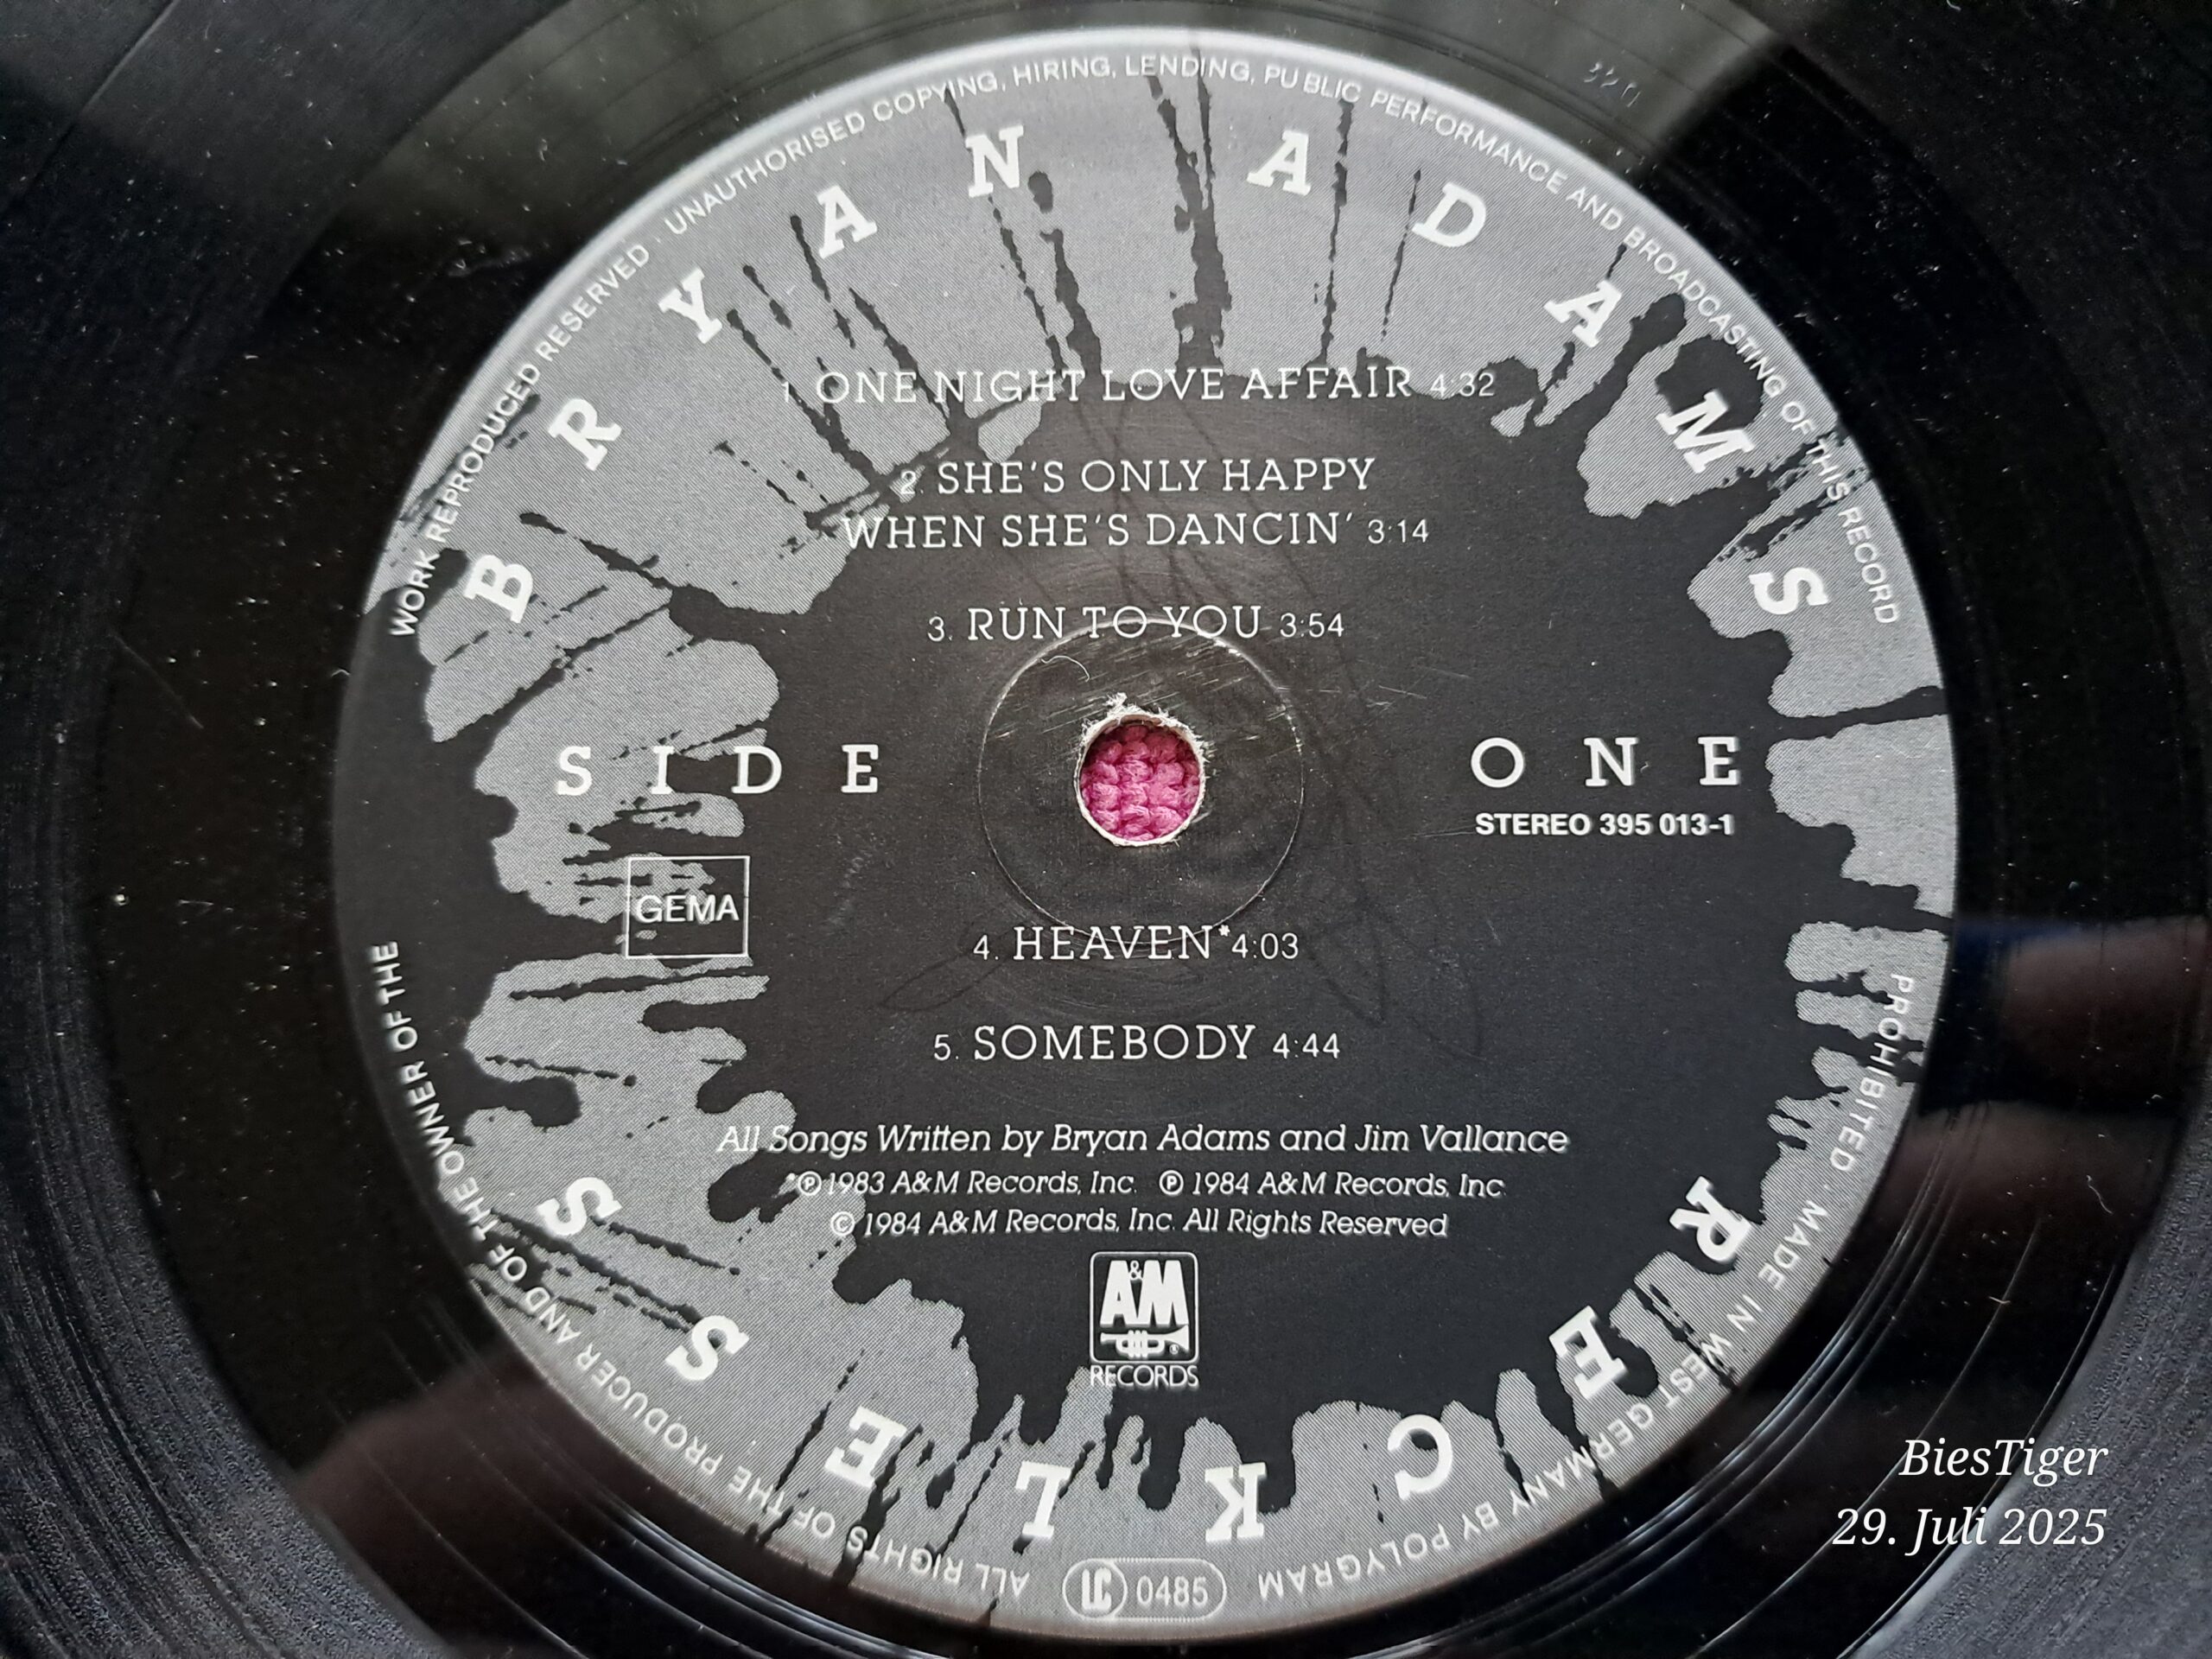 WORK REPRODUCED RESERVED · UNAUTHORISED COPYING, HIRING, LENDING, PUBLIC PERFORMANCE AND BROADCASTING OF THIS RECORD
PROHIBITED · MADE IN WEST GERMANY BY POLYGRAM
ALL RIGHTS OF THE PRODUCER AND OF THE OWNER OF THE
BRYAN ADAMS
1. ONE NIGHT LOVE AFFAIR 4:32
2. SHE'S ONLY HAPPY
WHEN SHE'S DANCIN' 3:14
3. RUN TO YOU 3:54
SIDE ONE
STEREO 395 013-1
GEMA
4. HEAVEN* 4:03
5. SOMEBODY 4:44
All Songs Written by Bryan Adams and Jim Vallance
*℗ 1983 A&M Records, Inc. ℗ 1984 A&M Records, Inc
© 1984 A&M Records, Inc. All Rights Reserved
A&M
RECORDS
RECKLESS
LC 0485
BiesTiger
29. Juli 2025